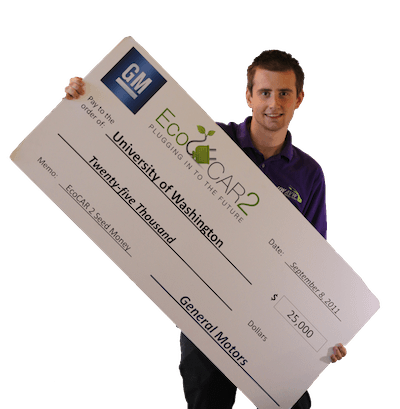 GM
EcoCAR2
PLUGGING IN TO THE FUTURE
Date: September 8, 2011
Pay to the
order of: University of Washington
$ 25,000
Twenty-five Thousand Dollars
Memo: EcoCAR 2 Seed Money
General Motors